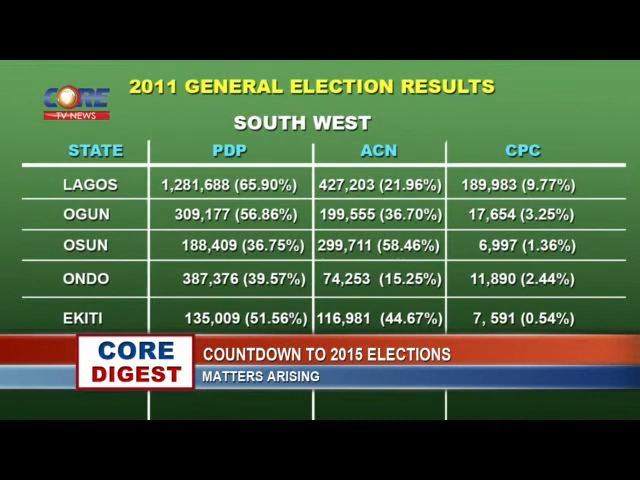 CORE
TV NEWS
2011 GENERAL ELECTION RESULTS
SOUTH WEST
STATE PDP ACN CPC
LAGOS 1,281,688 (65.90%) 427,203 (21.96%) 189,983 (9.77%)
OGUN 309,177 (56.86%) 199,555 (36.70%) 17,654 (3.25%)
OSUN 188,409 (36.75%) 299,711 (58.46%) 6,997 (1.36%)
ONDO 387,376 (39.57%) 74,253 (15.25%) 11,890 (2.44%)
EKITI 135,009 (51.56%) 116,981 (44.67%) 7, 591 (0.54%)
CORE
DIGEST
COUNTDOWN TO 2015 ELECTIONS
MATTERS ARISING